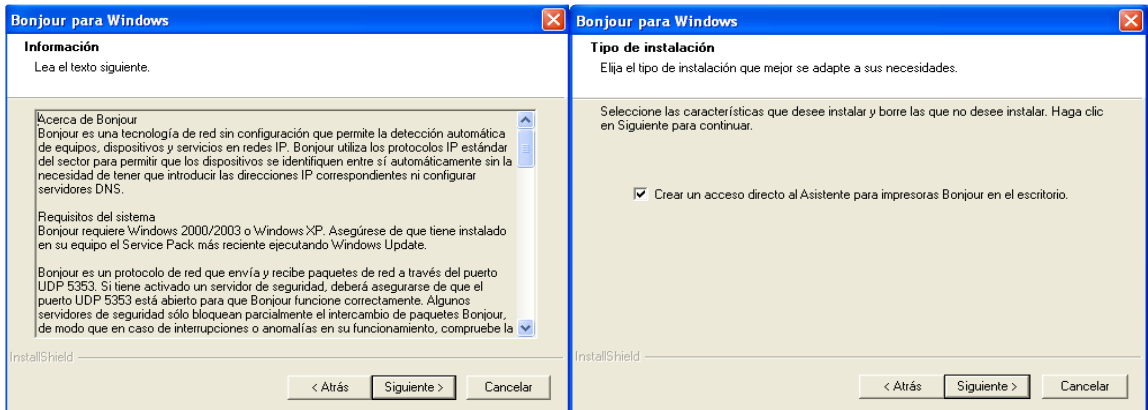 Bonjour para Windows
Información
Lea el texto siguiente.
Acerca de Bonjour
Bonjour es una tecnología de red sin configuración que permite la detección automática
de equipos, dispositivos y servicios en redes IP. Bonjour utiliza los protocolos IP estándar
del sector para permitir que los dispositivos se identifiquen entre sí automáticamente sin la
necesidad de tener que introducir las direcciones IP correspondientes ni configurar
servidores DNS.
Requisitos del sistema
Bonjour requiere Windows 2000/2003 o Windows XP. Asegúrese de que tiene instalado
en su equipo el Service Pack más reciente ejecutando Windows Update.
Bonjour es un protocolo de red que envía y recibe paquetes de red a través del puerto
UDP 5353. Si tiene activado un servidor de seguridad, deberá asegurarse de que el
puerto UDP 5353 está abierto para que Bonjour funcione correctamente. Algunos
servidores de seguridad sólo bloquean parcialmente el intercambio de paquetes Bonjour,
de modo que en caso de interrupciones o anomalías en su funcionamiento, compruebe la
InstallShield
< Atrás Siguiente > Cancelar
Bonjour para Windows
Tipo de instalación
Elija el tipo de instalación que mejor se adapte a sus necesidades.
Seleccione las características que desee instalar y borre las que no desee instalar. Haga clic
en Siguiente para continuar.
Crear un acceso directo al Asistente para impresoras Bonjour en el escritorio.
InstallShield
< Atrás Siguiente > Cancelar